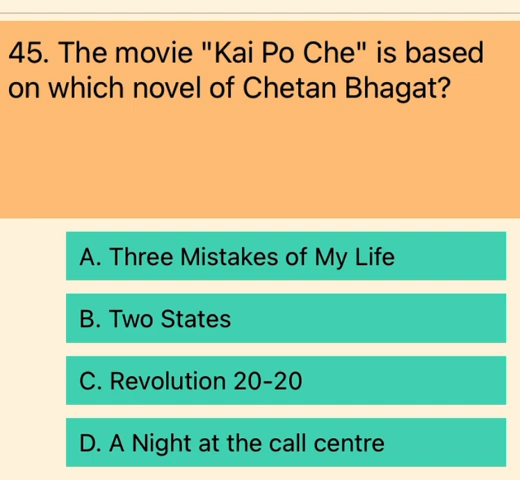 45. The movie "Kai Po Che" is based
on which novel of Chetan Bhagat?
A. Three Mistakes of My Life
B. Two States
C. Revolution 20-20
D. A Night at the call centre